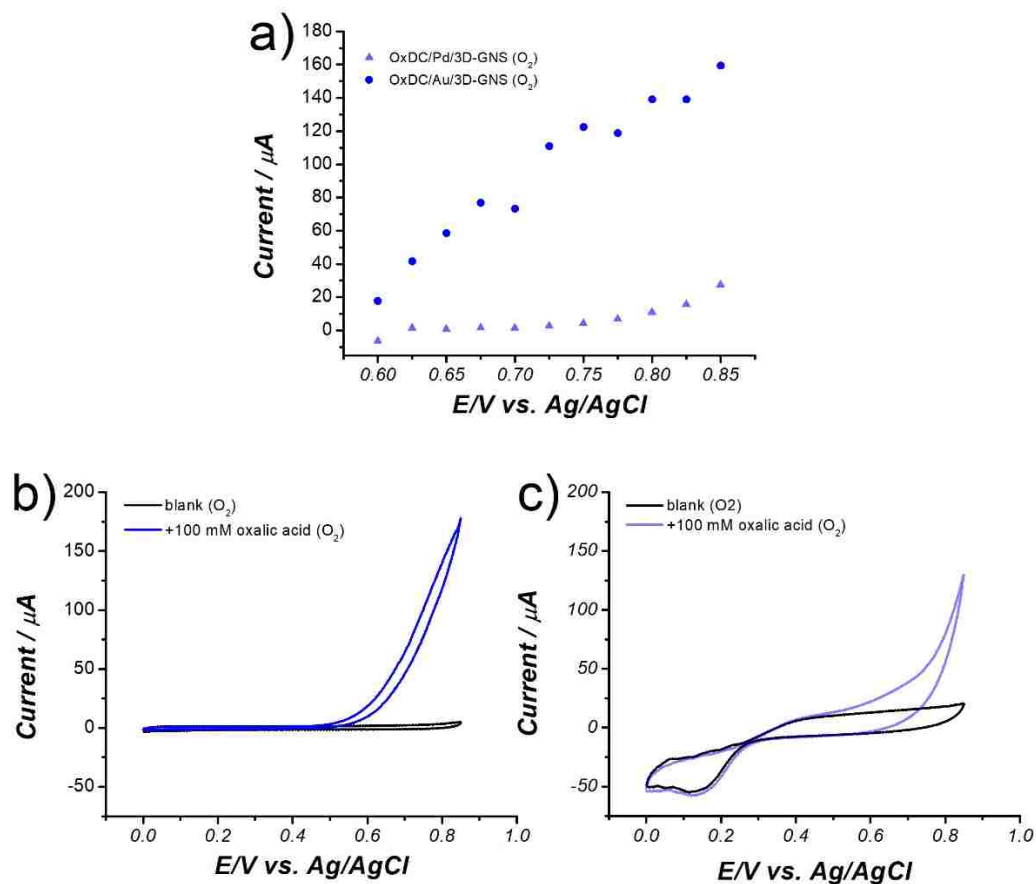 a)
180
160
140
120
100
80
60
40
20
0
Current / μA
OxDC/Pd/3D-GNS (O₂)
OxDC/Au/3D-GNS (O₂)
0.60 0.65 0.70 0.75 0.80 0.85
E/V vs. Ag/AgCl
b)
200
150
100
50
0
-50
Current / μA
blank (O₂)
+100 mM oxalic acid (O₂)
0.0 0.2 0.4 0.6 0.8 1.0
E/V vs. Ag/AgCl
c)
200
150
100
50
0
-50
Current / μA
blank (O2)
+100 mM oxalic acid (O₂)
0.0 0.2 0.4 0.6 0.8 1.0
E/V vs. Ag/AgCl